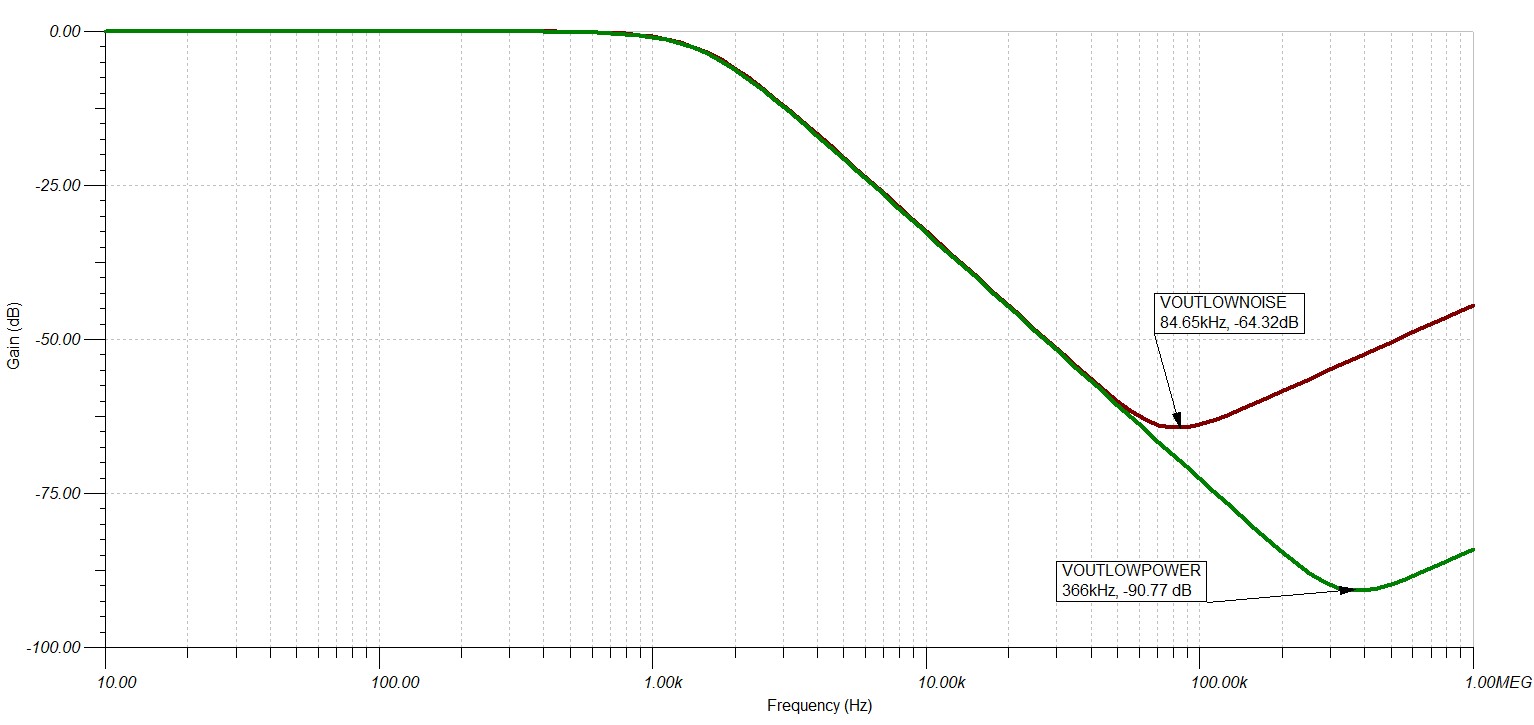 0.00
-25.00
-50.00
-75.00
-100.00
Gain (dB)
VOUTLOWNOISE
84.65kHz, -64.32dB
VOUTLOWPOWER
366kHz, -90.77 dB
10.00 100.00 1.00k 10.00k 100.00k 1.00MEG
Frequency (Hz)